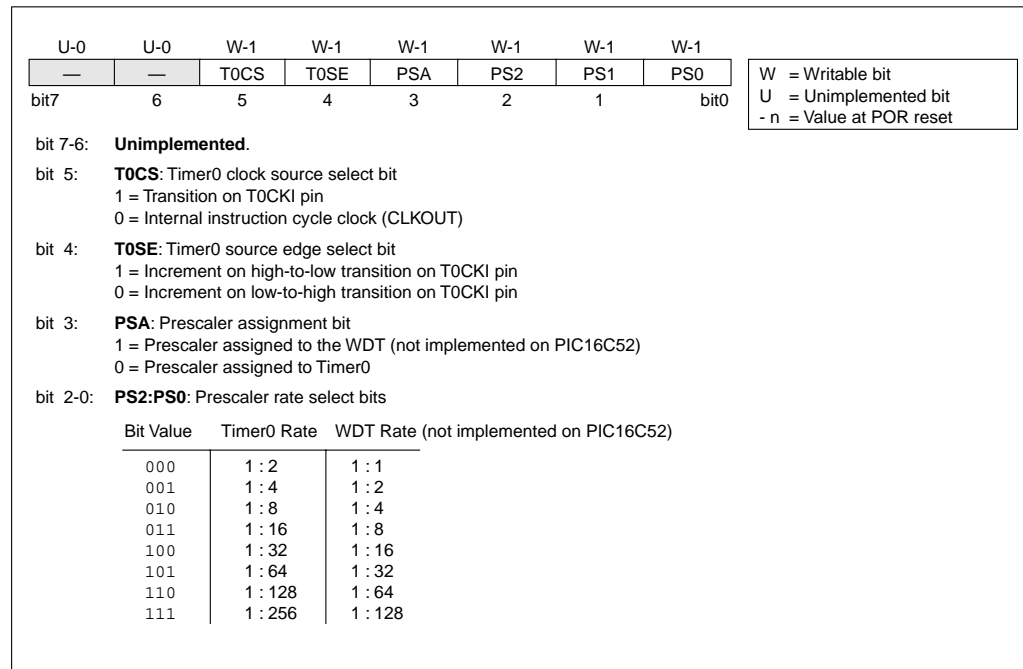 U-0 U-0 W-1 W-1 W-1 W-1 W-1 W-1
— — T0CS T0SE PSA PS2 PS1 PS0
bit7 6 5 4 3 2 1 bit0
W = Writable bit
U = Unimplemented bit
- n = Value at POR reset
bit 7-6: Unimplemented.
bit 5: T0CS: Timer0 clock source select bit
1 = Transition on T0CKI pin
0 = Internal instruction cycle clock (CLKOUT)
bit 4: T0SE: Timer0 source edge select bit
1 = Increment on high-to-low transition on T0CKI pin
0 = Increment on low-to-high transition on T0CKI pin
bit 3: PSA: Prescaler assignment bit
1 = Prescaler assigned to the WDT (not implemented on PIC16C52)
0 = Prescaler assigned to Timer0
bit 2-0: PS2:PS0: Prescaler rate select bits
Bit Value Timer0 Rate WDT Rate (not implemented on PIC16C52)
000 1 : 2 1 : 1
001 1 : 4 1 : 2
010 1 : 8 1 : 4
011 1 : 16 1 : 8
100 1 : 32 1 : 16
101 1 : 64 1 : 32
110 1 : 128 1 : 64
111 1 : 256 1 : 128